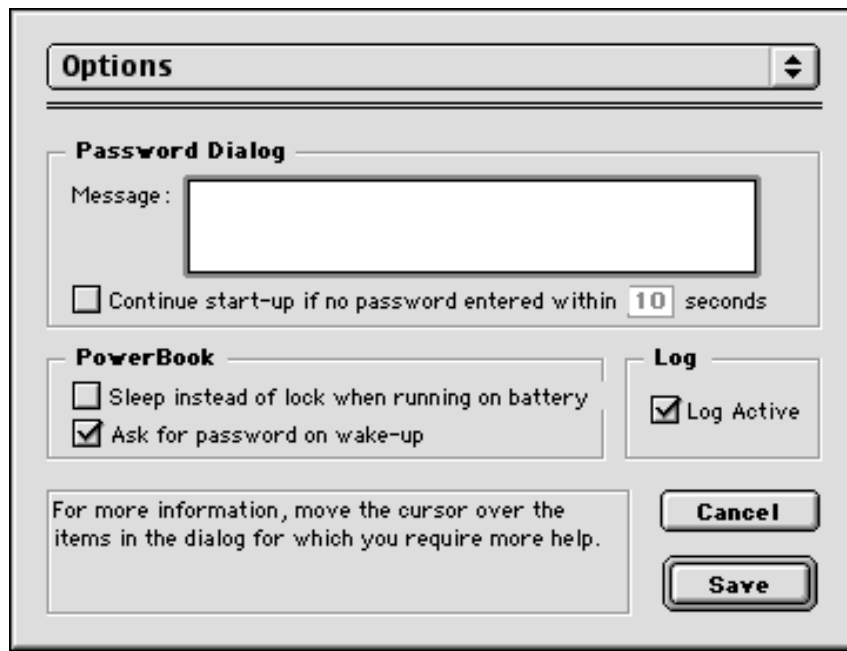 Options
Password Dialog
Message:
Continue start-up if no password entered within 10 seconds
PowerBook
Sleep instead of lock when running on battery
Ask for password on wake-up
Log
Log Active
For more information, move the cursor over the
items in the dialog for which you require more help.
Cancel
Save